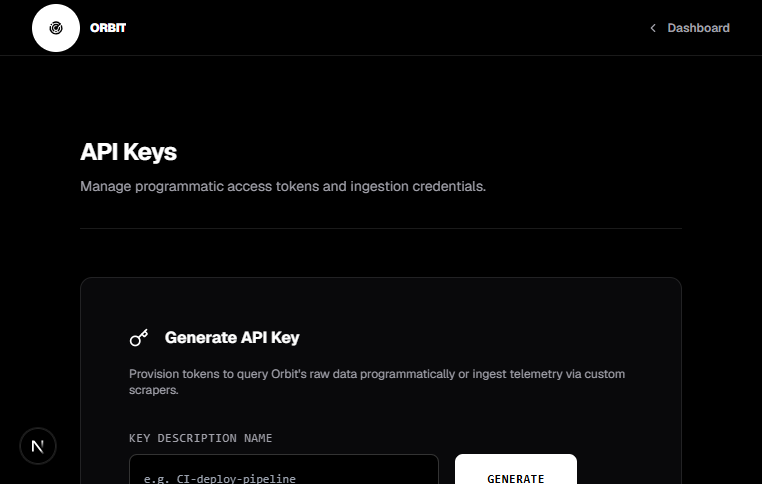 ORBIT
Dashboard
API Keys
Manage programmatic access tokens and ingestion credentials.
Generate API Key
Provision tokens to query Orbit's raw data programmatically or ingest telemetry via custom
scrapers.
KEY DESCRIPTION NAME
e.g. CI-deploy-pipeline
GENERATE
N